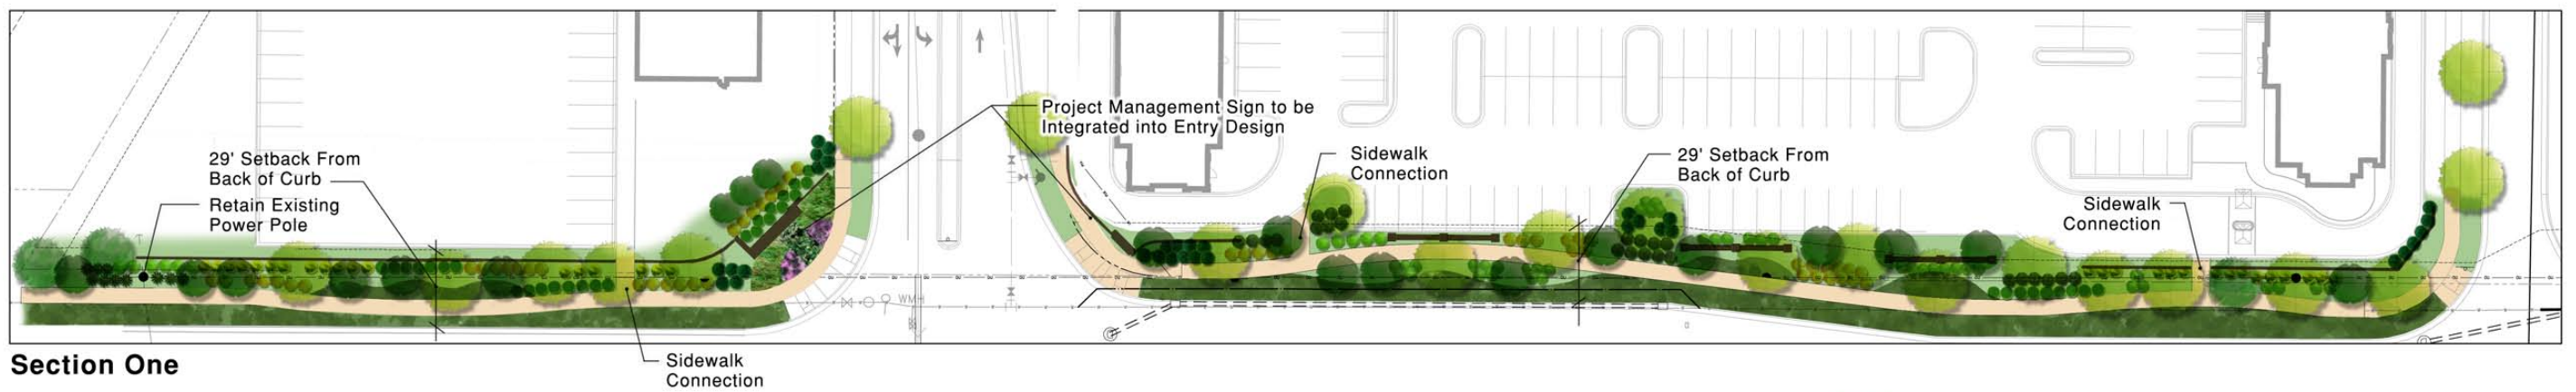 Project Management Sign to be
Integrated into Entry Design
29' Setback From
Back of Curb
Retain Existing
Power Pole
Sidewalk
Connection
29' Setback From
Back of Curb
Sidewalk
Connection
WM
Section One
Sidewalk
Connection